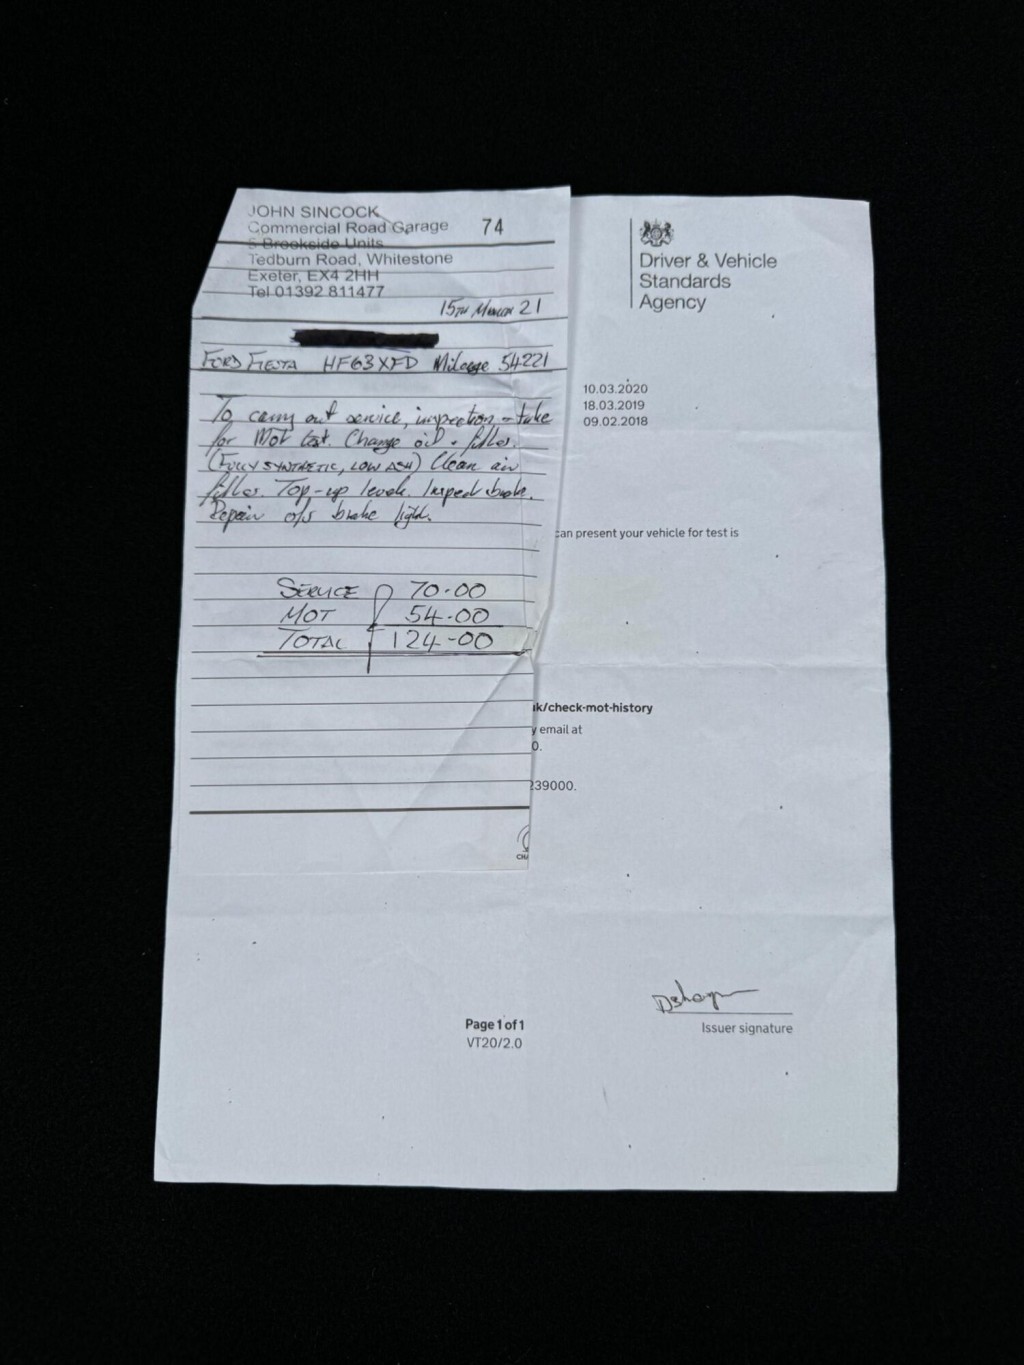 JOHN SINCOCK
Commercial Road Garage 74
5 Brookside Units
Tedburn Road, Whitestone
Exeter, EX4 2HH
Tel 01392 811477
15TH March 21
FORD FIESTA HF63XFD Mileage 54221
To carry out service, inspection + take
for MOT test. Change oil + filter.
(FULLY SYNTHETIC, LOW ASH) Clean air
filter. Top-up levels. Inspect brake.
Repair o/s brake light.
SERVICE 70-00
MOT 54-00
TOTAL £124-00
CHA
Driver & Vehicle
Standards
Agency
10.03.2020
18.03.2019
09.02.2018
can present your vehicle for test is
uk/check-mot-history
y email at
0.
239000.
Issuer signature
Page 1 of 1
VT20/2.0